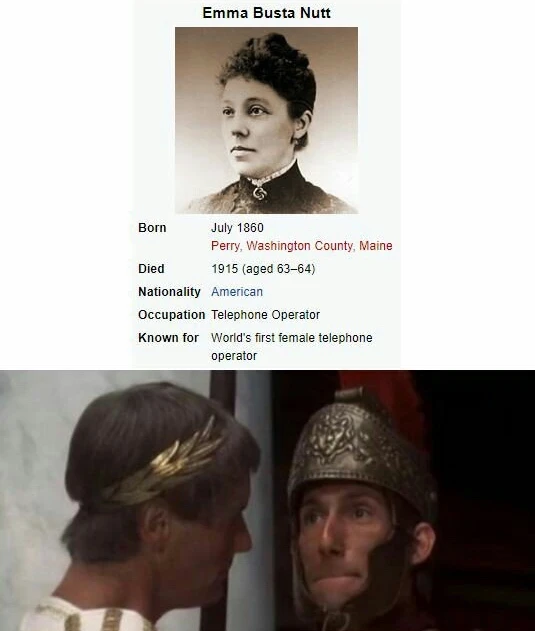 Emma Busta Nutt
Born July 1860
Perry, Washington County, Maine
Died 1915 (aged 63–64)
Nationality American
Occupation Telephone Operator
Known for World's first female telephone
operator